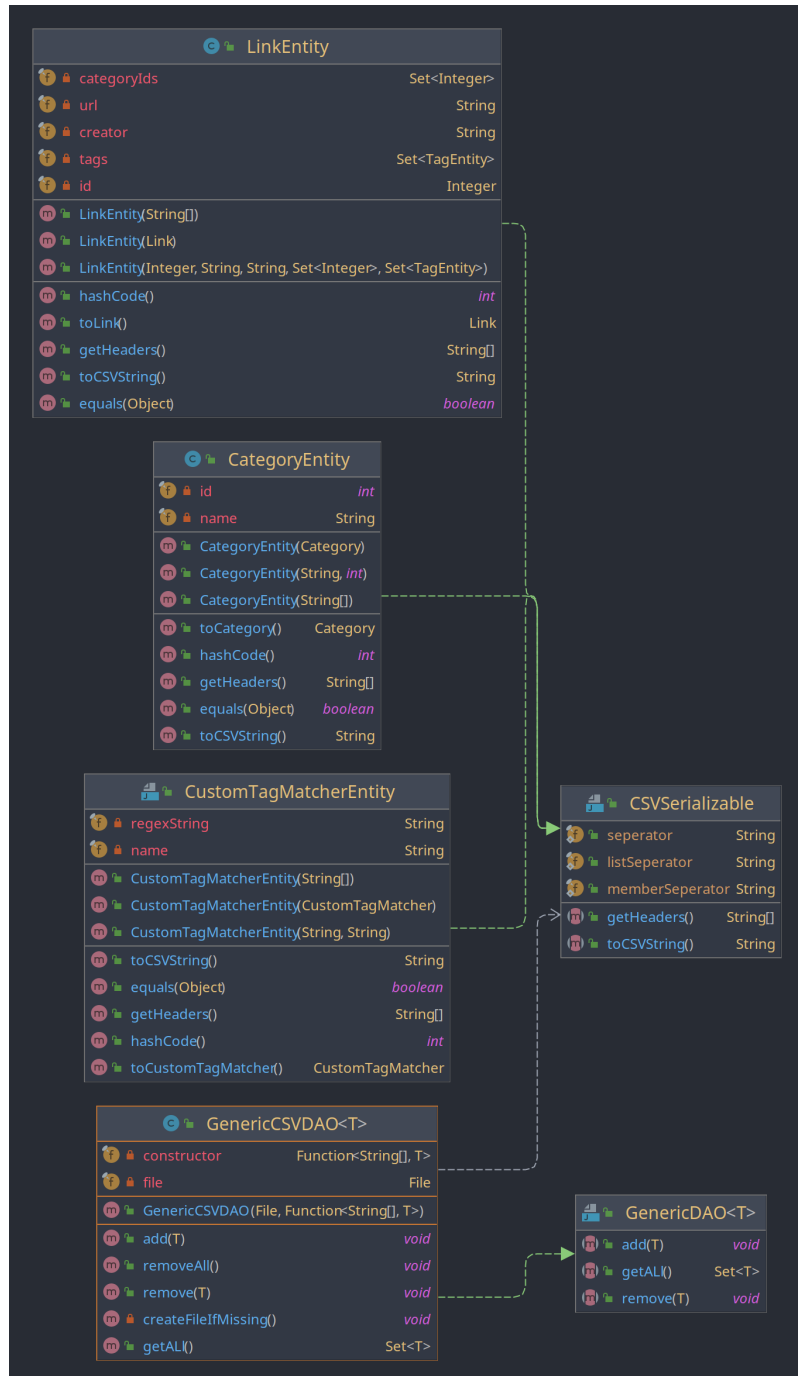 LinkEntity
categoryIds Set<Integer>
url String
creator String
tags Set<TagEntity>
id Integer
LinkEntity(String[])
LinkEntity(Link)
LinkEntity(Integer, String, String, Set<Integer>, Set<TagEntity>)
hashCode() int
toLink() Link
getHeaders() String[]
toCSVString() String
equals(Object) boolean
CategoryEntity
id int
name String
CategoryEntity(Category)
CategoryEntity(String, int)
CategoryEntity(String[])
toCategory() Category
hashCode() int
getHeaders() String[]
equals(Object) boolean
toCSVString() String
CustomTagMatcherEntity
regexString String
name String
CustomTagMatcherEntity(String[])
CustomTagMatcherEntity(CustomTagMatcher)
CustomTagMatcherEntity(String, String)
toCSVString() String
equals(Object) boolean
getHeaders() String[]
hashCode() int
toCustomTagMatcher() CustomTagMatcher
CSVSerializable
seperator String
listSeperator String
memberSeperator String
getHeaders() String[]
toCSVString() String
GenericCSVDAO<T>
constructor Function<String[], T>
file File
GenericCSVDAO(File, Function<String[], T>)
add(T) void
removeAll() void
remove(T) void
createFileIfMissing() void
getALl() Set<T>
GenericDAO<T>
add(T) void
getALl() Set<T>
remove(T) void